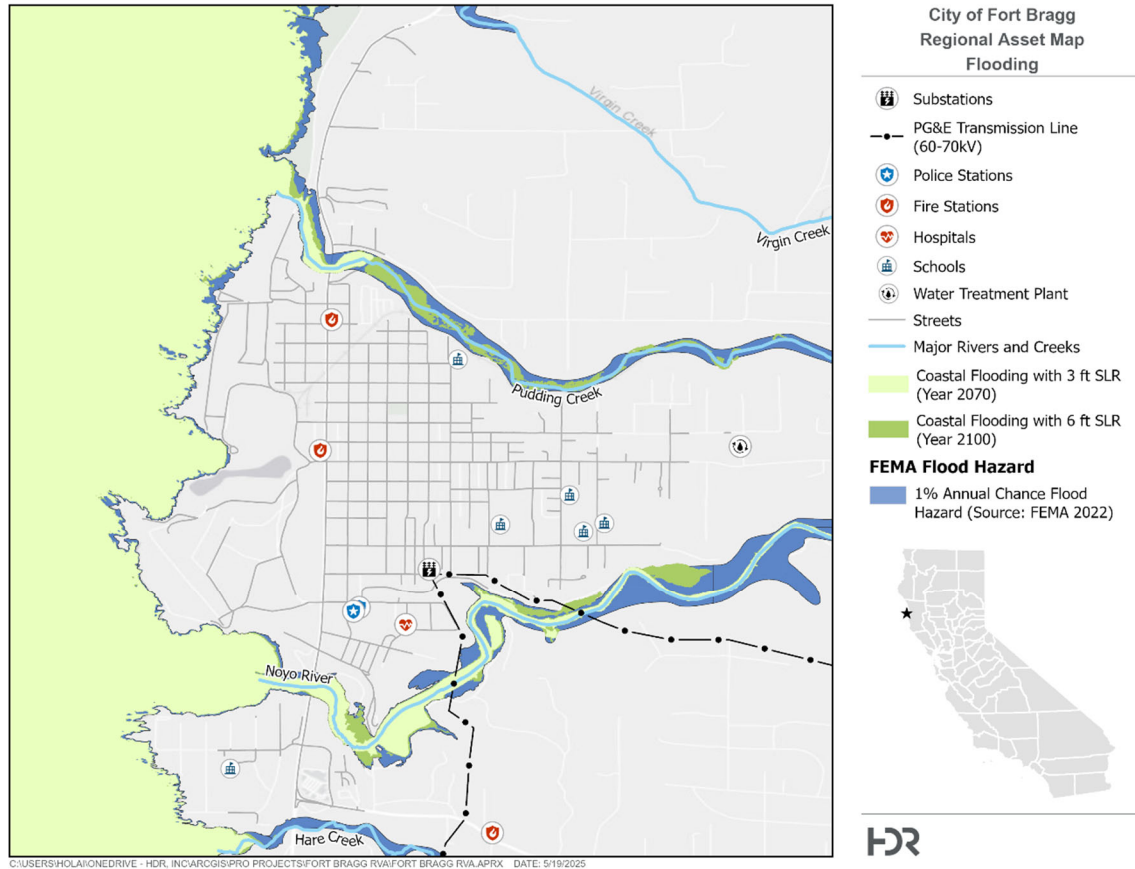 City of Fort Bragg
Regional Asset Map
Flooding
Substations
PG&E Transmission Line
(60-70kV)
Police Stations
Fire Stations
Hospitals
Schools
Water Treatment Plant
Streets
Major Rivers and Creeks
Coastal Flooding with 3 ft SLR
(Year 2070)
Coastal Flooding with 6 ft SLR
(Year 2100)
FEMA Flood Hazard
1% Annual Chance Flood
Hazard (Source: FEMA 2022)
HDR
Virgin Creek
Virgin Creek
Pudding Creek
Noyo River
Hare Creek
C:\USERS\HOLAI\ONEDRIVE - HDR, INC\ARCGIS\PRO PROJECTS\FORT BRAGG RVA\FORT BRAGG RVA.APRX DATE: 5/19/2025